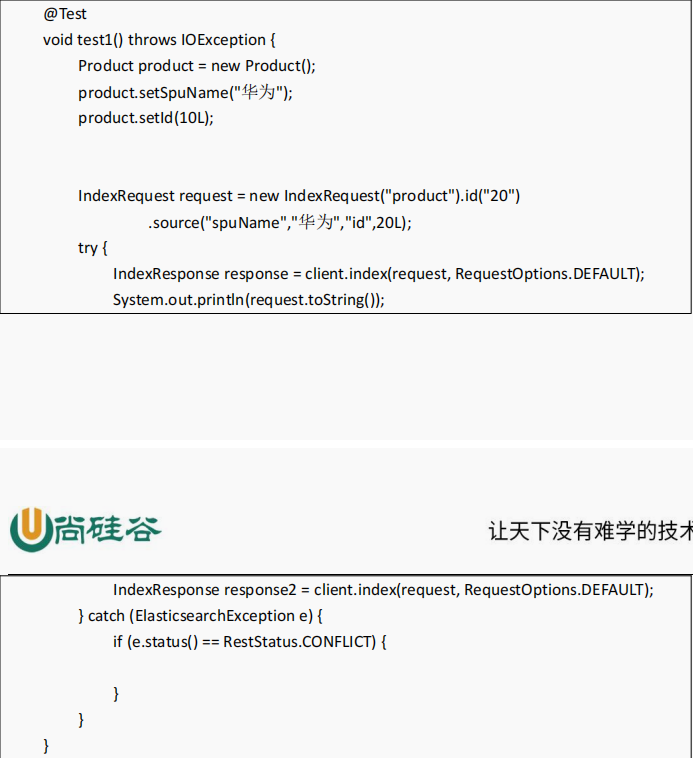 @Test
void test1() throws IOException {
Product product = new Product();
product.setSpuName("华为");
product.setId(10L);
IndexRequest request = new IndexRequest("product").id("20")
.source("spuName","华为","id",20L);
try {
IndexResponse response = client.index(request, RequestOptions.DEFAULT);
System.out.println(request.toString());
尚硅谷
让天下没有难学的技术
IndexResponse response2 = client.index(request, RequestOptions.DEFAULT);
} catch (ElasticsearchException e) {
if (e.status() == RestStatus.CONFLICT) {
}
}
}